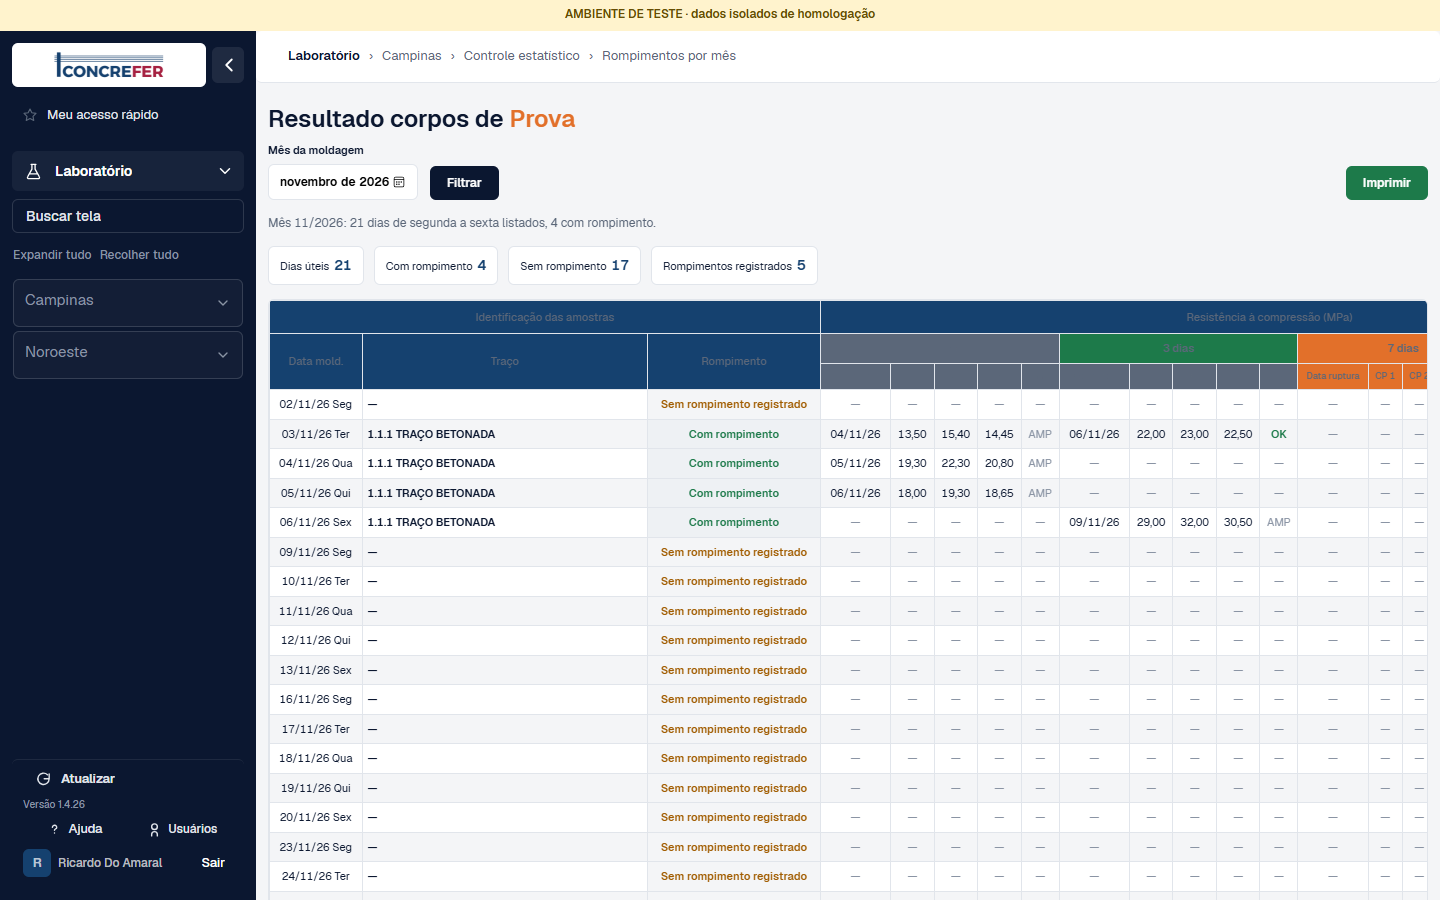 AMBIENTE DE TESTE · dados isolados de homologação
CONCREFER
Meu acesso rápido
Laboratório
Buscar tela
Expandir tudo Recolher tudo
Campinas
Noroeste
Atualizar
Versão 1.4.26
? Ajuda Usuários
R Ricardo Do Amaral Sair
Laboratório › Campinas › Controle estatístico › Rompimentos por mês
Resultado corpos de Prova
Mês da moldagem
novembro de 2026 Filtrar Imprimir
Mês 11/2026: 21 dias de segunda a sexta listados, 4 com rompimento.
Dias úteis 21 Com rompimento 4 Sem rompimento 17 Rompimentos registrados 5
Identificação das amostras Resistência à compressão (MPa)
3 dias 7 dias
Data mold. Traço Rompimento
Data ruptura CP 1 CP 2
02/11/26 Seg — Sem rompimento registrado — — — — — — — — — — — — —
03/11/26 Ter 1.1.1 TRAÇO BETONADA Com rompimento 04/11/26 13,50 15,40 14,45 AMP 06/11/26 22,00 23,00 22,50 OK — — —
04/11/26 Qua 1.1.1 TRAÇO BETONADA Com rompimento 05/11/26 19,30 22,30 20,80 AMP — — — — — — — —
05/11/26 Qui 1.1.1 TRAÇO BETONADA Com rompimento 06/11/26 18,00 19,30 18,65 AMP — — — — — — — —
06/11/26 Sex 1.1.1 TRAÇO BETONADA Com rompimento — — — — — 09/11/26 29,00 32,00 30,50 AMP — — —
09/11/26 Seg — Sem rompimento registrado — — — — — — — — — — — — —
10/11/26 Ter — Sem rompimento registrado — — — — — — — — — — — — —
11/11/26 Qua — Sem rompimento registrado — — — — — — — — — — — — —
12/11/26 Qui — Sem rompimento registrado — — — — — — — — — — — — —
13/11/26 Sex — Sem rompimento registrado — — — — — — — — — — — — —
16/11/26 Seg — Sem rompimento registrado — — — — — — — — — — — — —
17/11/26 Ter — Sem rompimento registrado — — — — — — — — — — — — —
18/11/26 Qua — Sem rompimento registrado — — — — — — — — — — — — —
19/11/26 Qui — Sem rompimento registrado — — — — — — — — — — — — —
20/11/26 Sex — Sem rompimento registrado — — — — — — — — — — — — —
23/11/26 Seg — Sem rompimento registrado — — — — — — — — — — — — —
24/11/26 Ter — Sem rompimento registrado — — — — — — — — — — — — —